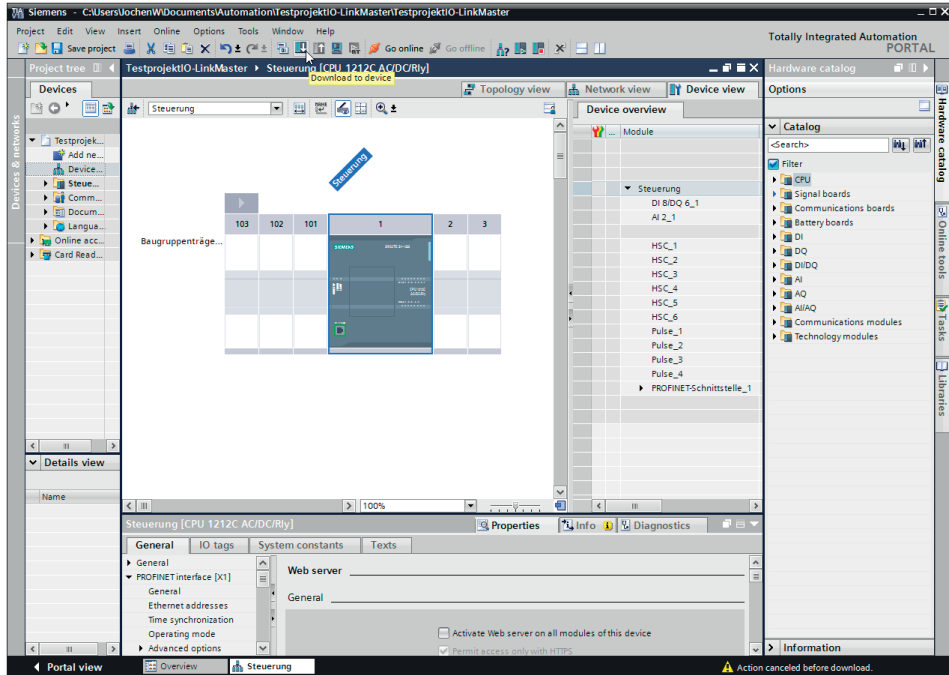 Siemens - C:\Users\JochenW\Documents\Automation\TestprojektIO-LinkMaster\TestprojektIO-LinkMaster
Project Edit View Insert Online Options Tools Window Help
Totally Integrated Automation
PORTAL
Save project
Go online
Go offline
Download to device
Project tree
TestprojektIO-LinkMaster
Steuerung [CPU 1212C AC/DC/Rly]
Hardware catalog
Devices
Topology view
Network view
Device view
Options
Steuerung
Device overview
... Module
Catalog
<Search>
Filter
Testprojek...
Add ne...
Device...
Steue...
Comm...
Docum...
Langua...
Online acc...
Card Read...
Devices & networks
Steuerung
103 102 101 1 2 3
Baugruppenträge...
SIEMENS
Steuerung
DI 8/DQ 6_1
AI 2_1
HSC_1
HSC_2
HSC_3
HSC_4
HSC_5
HSC_6
Pulse_1
Pulse_2
Pulse_3
Pulse_4
PROFINET-Schnittstelle_1
CPU
Signal boards
Communications boards
Battery boards
DI
DQ
DI/DQ
AI
AQ
AI/AQ
Communications modules
Technology modules
Hardware catalog
Online tools
Tasks
Libraries
Details view
Name
100%
Steuerung [CPU 1212C AC/DC/Rly]
Properties
Info
Diagnostics
General
IO tags
System constants
Texts
General
PROFINET interface [X1]
General
Ethernet addresses
Time synchronization
Operating mode
Advanced options
Web server
General
Activate Web server on all modules of this device
Permit access only with HTTPS
Information
Portal view
Overview
Steuerung
Action canceled before download.